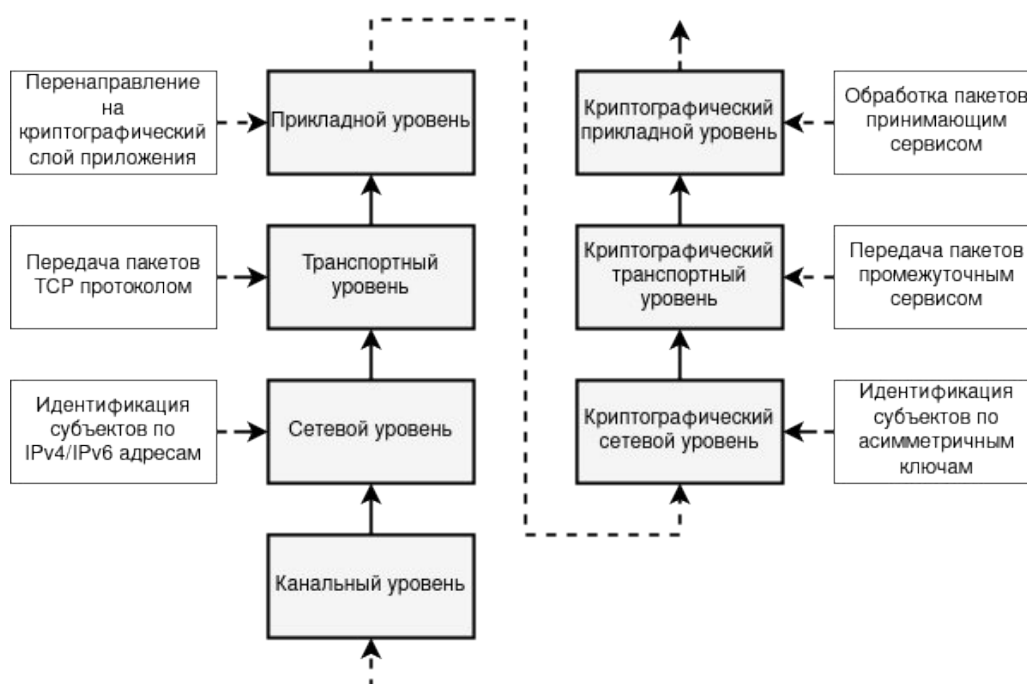 Перенаправление
на
криптографический
слой приложения
Прикладной уровень
Криптографический
прикладной уровень
Обработка пакетов
принимающим
сервисом
Передача пакетов
TCP протоколом
Транспортный
уровень
Криптографический
транспортный
уровень
Передача пакетов
промежуточным
сервисом
Идентификация
субъектов по
IPv4/IPv6 адресам
Сетевой уровень
Криптографический
сетевой уровень
Идентификация
субъектов по
асимметричным
ключам
Канальный уровень